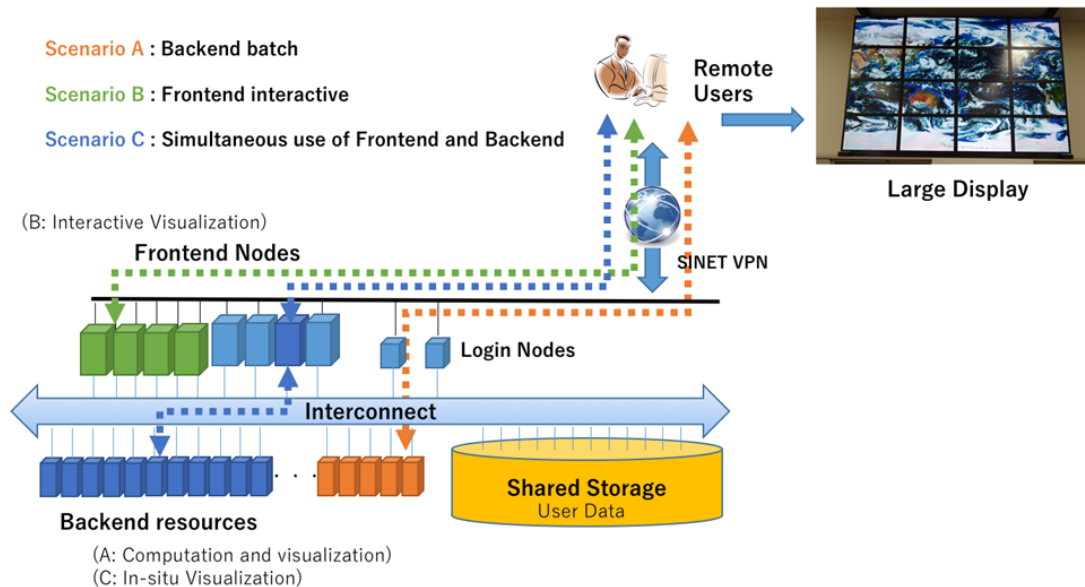 Scenario A : Backend batch
Scenario B : Frontend interactive
Scenario C : Simultaneous use of Frontend and Backend
Remote
Users
Large Display
(B: Interactive Visualization)
Frontend Nodes
SINET VPN
Login Nodes
Interconnect
. . .
Shared Storage
User Data
Backend resources
(A: Computation and visualization)
(C: In-situ Visualization)